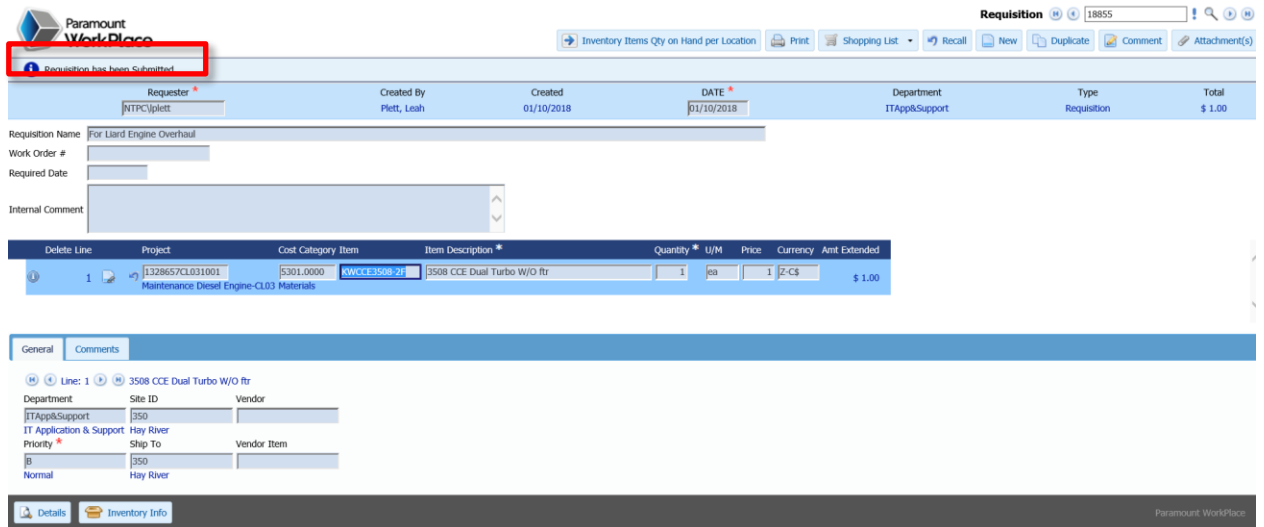 Paramount
WorkPlace
Requisition 18855
Inventory Items Qty on Hand per Location Print Shopping List Recall New Duplicate Comment Attachment(s)
Requisition has been Submitted
Requester * Created By Created DATE * Department Type Total
NTPC\lplett Plett, Leah 01/10/2018 01/10/2018 ITApp&Support Requisition $ 1.00
Requisition Name For Liard Engine Overhaul
Work Order #
Required Date
Internal Comment
Delete Line Project Cost Category Item Item Description * Quantity * U/M Price Currency Amt Extended
1 1328657CL031001 5301.0000 KWCCE3508-2F 3508 CCE Dual Turbo W/O ftr 1 ea 1 Z-C$ $ 1.00
Maintenance Diesel Engine-CL03 Materials
General Comments
Line: 1 3508 CCE Dual Turbo W/O ftr
Department Site ID Vendor
ITApp&Support 350
IT Application & Support Hay River
Priority * Ship To Vendor Item
B 350
Normal Hay River
Details Inventory Info Paramount WorkPlace